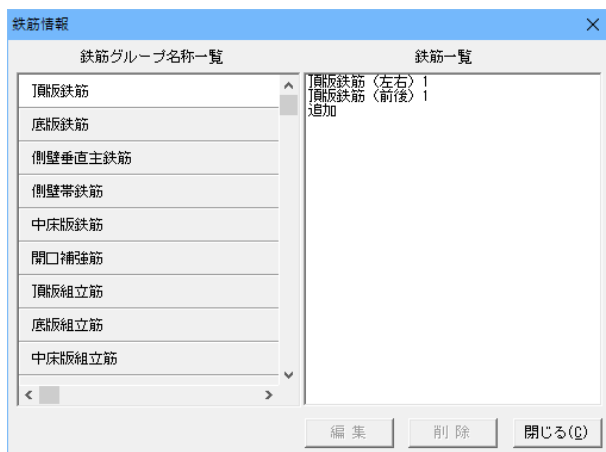 鉄筋情報
鉄筋グループ名称一覧
鉄筋一覧
頂版鉄筋
底版鉄筋
側壁垂直主鉄筋
側壁帯鉄筋
中床版鉄筋
開口補強筋
頂版組立筋
底版組立筋
中床版組立筋
頂版鉄筋（左右）1
頂版鉄筋（前後）1
追加
編集
削除
閉じる(C)